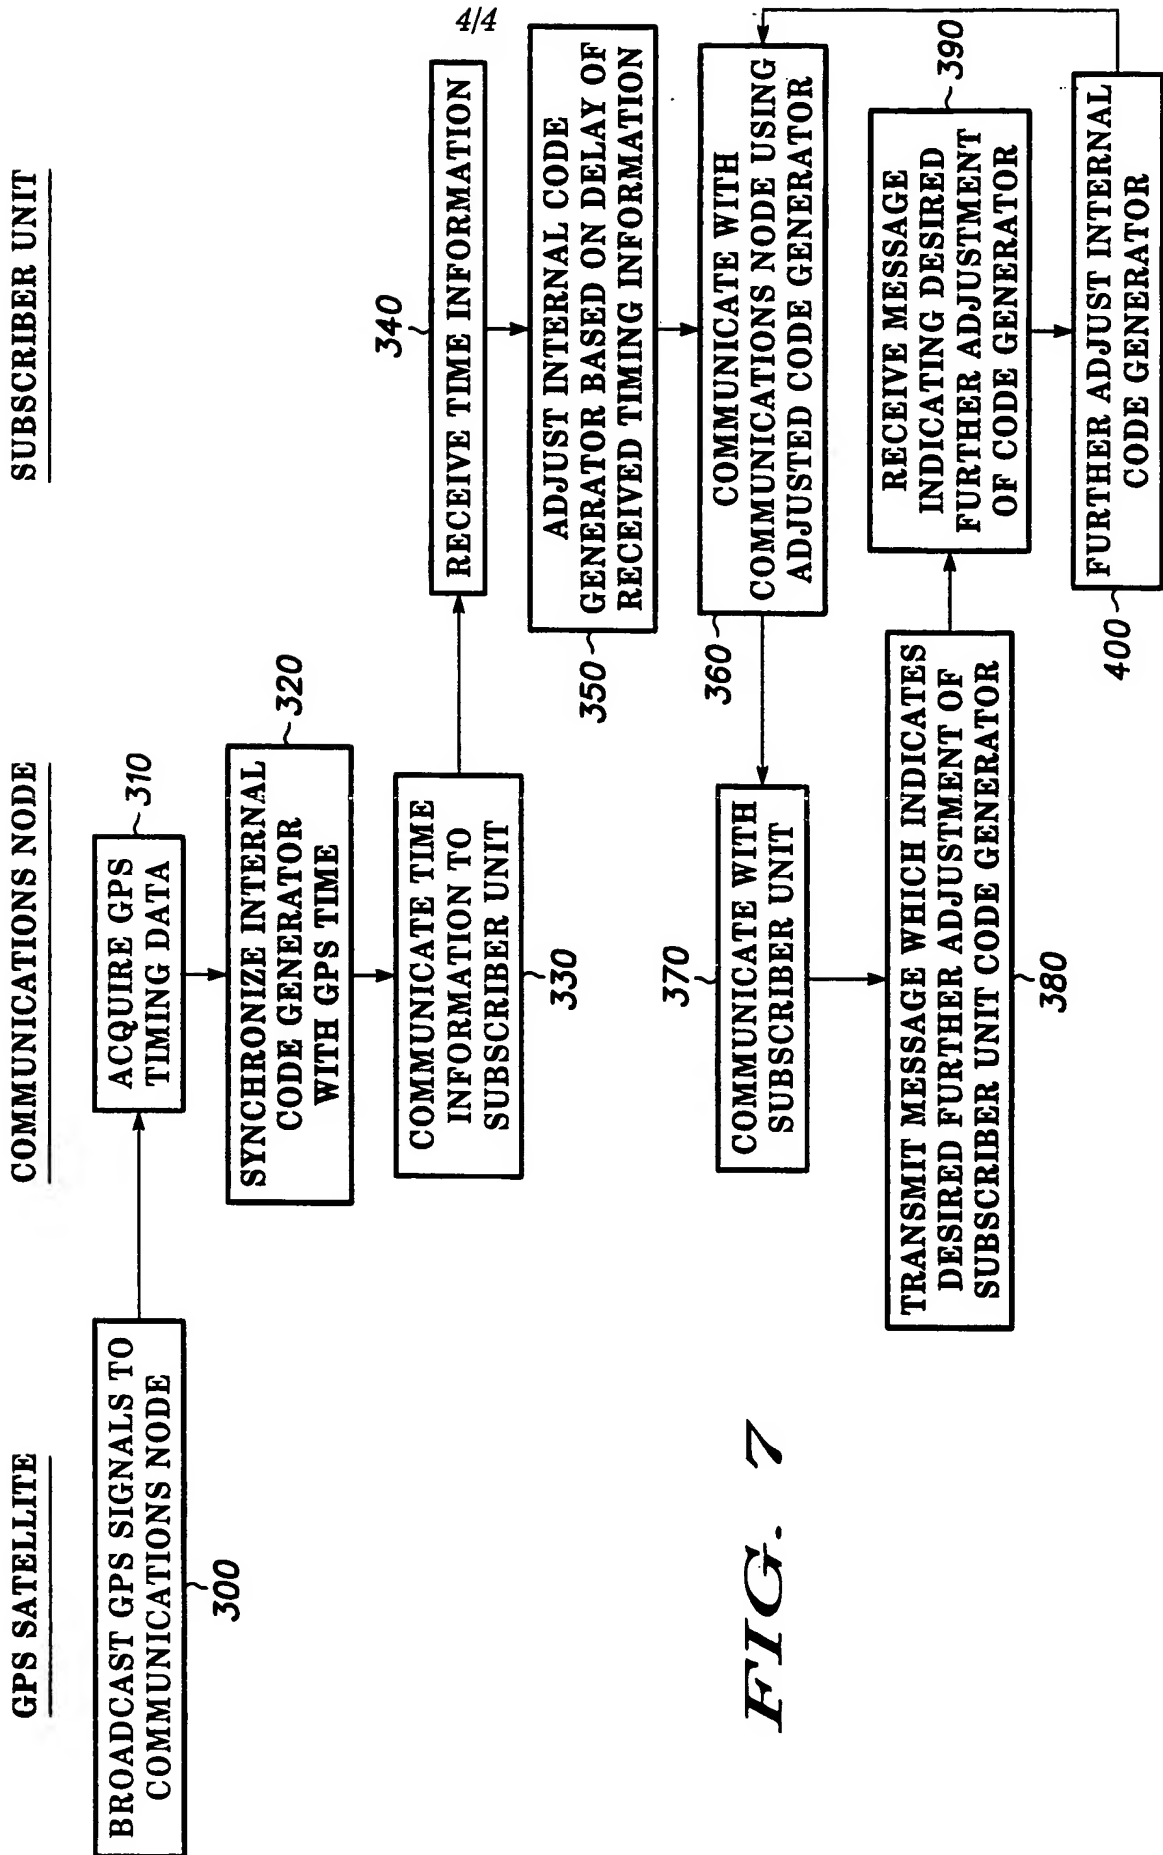 4/4
GPS SATELLITE
COMMUNICATIONS NODE
SUBSCRIBER UNIT
BROADCAST GPS SIGNALS TO
COMMUNICATIONS NODE
300
ACQUIRE GPS
TIMING DATA
310
SYNCHRONIZE INTERNAL
CODE GENERATOR
WITH GPS TIME
320
COMMUNICATE TIME
INFORMATION TO
SUBSCRIBER UNIT
330
340
RECEIVE TIME INFORMATION
ADJUST INTERNAL CODE
GENERATOR BASED ON DELAY OF
RECEIVED TIMING INFORMATION
350
COMMUNICATE WITH
COMMUNICATIONS NODE USING
ADJUSTED CODE GENERATOR
360
370
COMMUNICATE WITH
SUBSCRIBER UNIT
TRANSMIT MESSAGE WHICH INDICATES
DESIRED FURTHER ADJUSTMENT OF
SUBSCRIBER UNIT CODE GENERATOR
380
RECEIVE MESSAGE
INDICATING DESIRED
FURTHER ADJUSTMENT
OF CODE GENERATOR
390
FURTHER ADJUST INTERNAL
CODE GENERATOR
400
FIG. 7